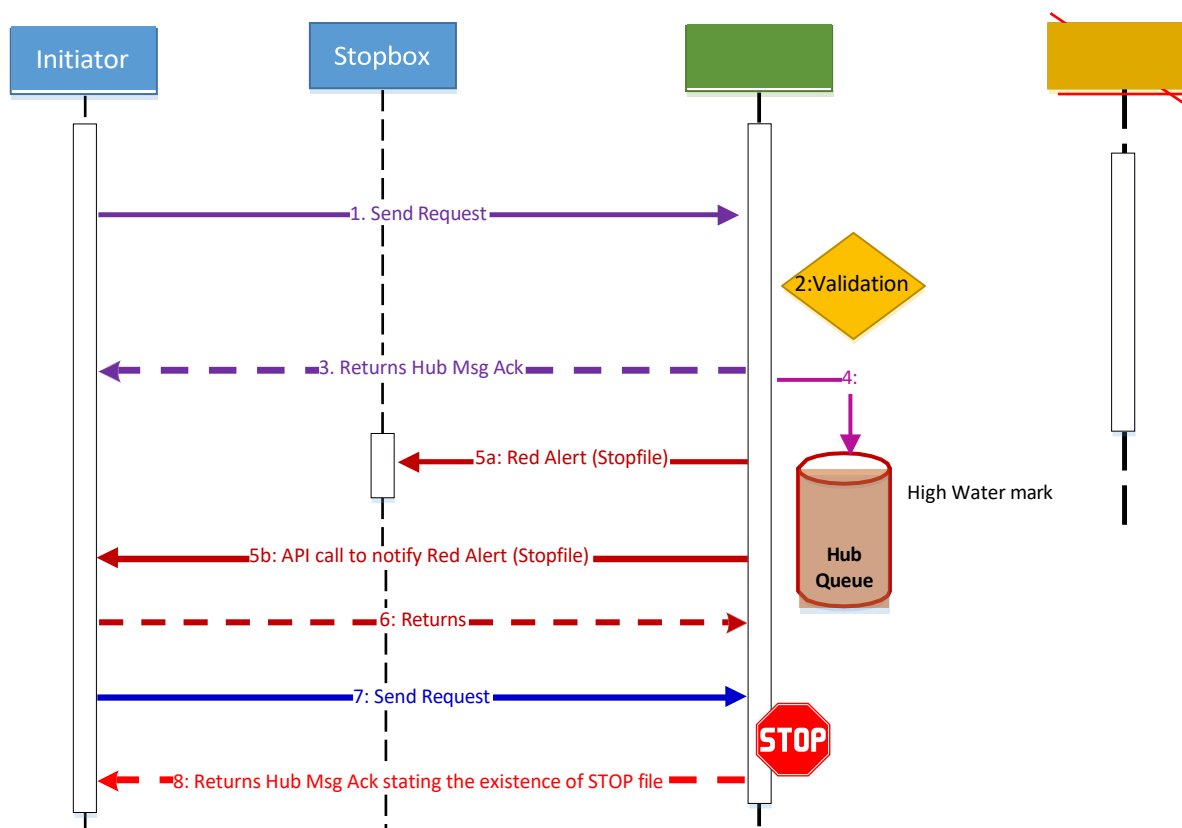 Initiator
Stopbox
1. Send Request
2:Validation
3. Returns Hub Msg Ack
4:
5a: Red Alert (Stopfile)
High Water mark
5b: API call to notify Red Alert (Stopfile)
Hub
Queue
6: Returns
7: Send Request
STOP
8: Returns Hub Msg Ack stating the existence of STOP file